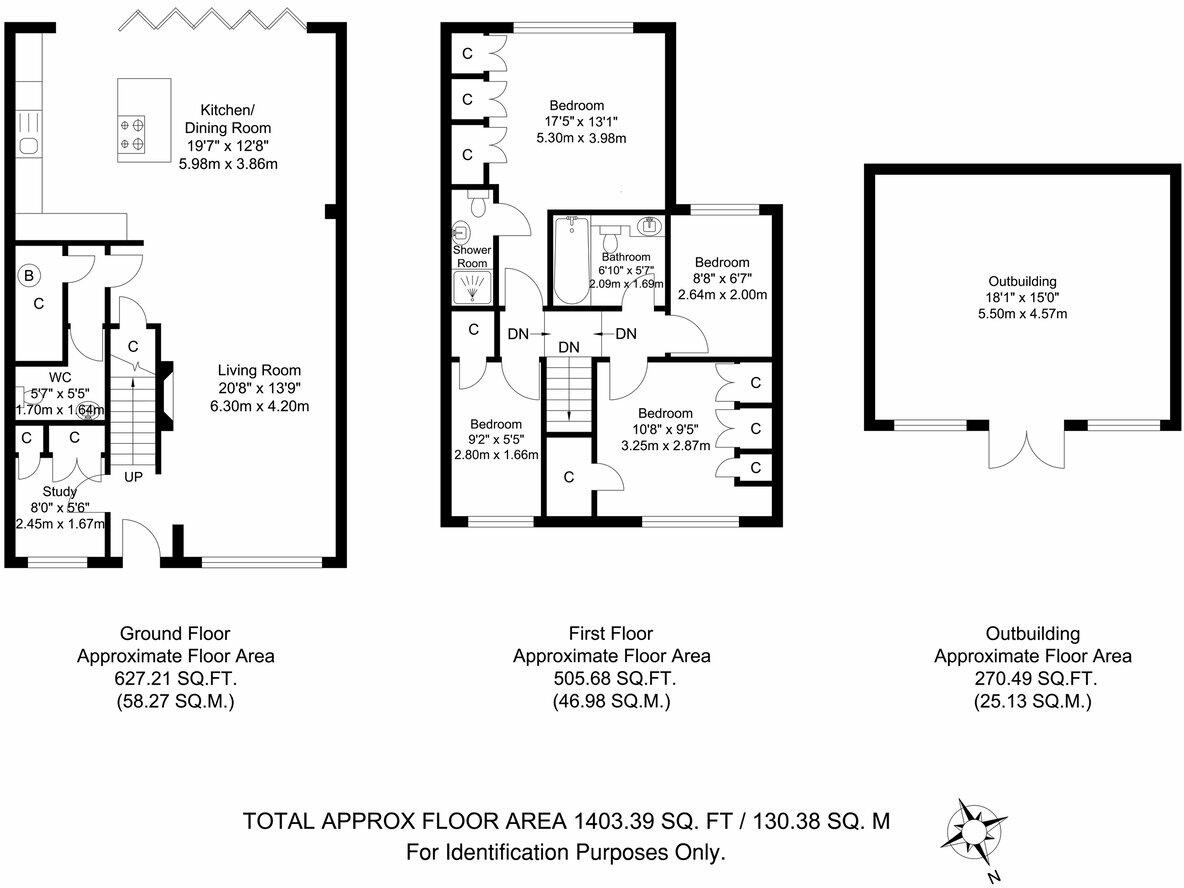 Kitchen/
Dining Room
19'7" x 12'8"
5.98m x 3.86m
B
C
C
WC
5'7" x 5'5"
1.70m x 1.64m
C
C
UP
Study
8'0" x 5'6"
2.45m x 1.67m
Living Room
20'8" x 13'9"
6.30m x 4.20m
Ground Floor
Approximate Floor Area
627.21 SQ.FT.
(58.27 SQ.M.)
C
C
C
Bedroom
17'5" x 13'1"
5.30m x 3.98m
Shower
Room
Bathroom
6'10" x 5'7"
2.09m x 1.69m
Bedroom
8'8" x 6'7"
2.64m x 2.00m
C
DN
DN
DN
Bedroom
9'2" x 5'5"
2.80m x 1.66m
C
Bedroom
10'8" x 9'5"
3.25m x 2.87m
C
C
C
First Floor
Approximate Floor Area
505.68 SQ.FT.
(46.98 SQ.M.)
Outbuilding
18'1" x 15'0"
5.50m x 4.57m
Outbuilding
Approximate Floor Area
270.49 SQ.FT.
(25.13 SQ.M.)
TOTAL APPROX FLOOR AREA 1403.39 SQ. FT / 130.38 SQ. M
For Identification Purposes Only.
N